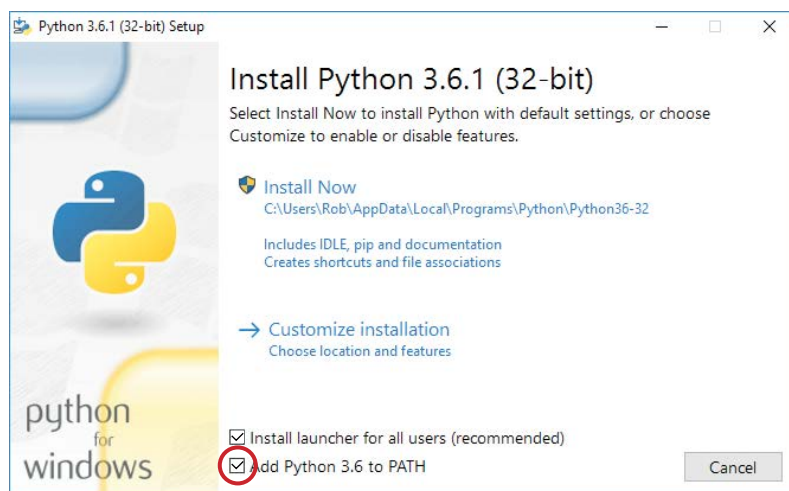 Python 3.6.1 (32-bit) Setup
Install Python 3.6.1 (32-bit)
Select Install Now to install Python with default settings, or choose
Customize to enable or disable features.
Install Now
C:\Users\Rob\AppData\Local\Programs\Python\Python36-32
Includes IDLE, pip and documentation
Creates shortcuts and file associations
Customize installation
Choose location and features
python
for
windows
Install launcher for all users (recommended)
Add Python 3.6 to PATH
Cancel